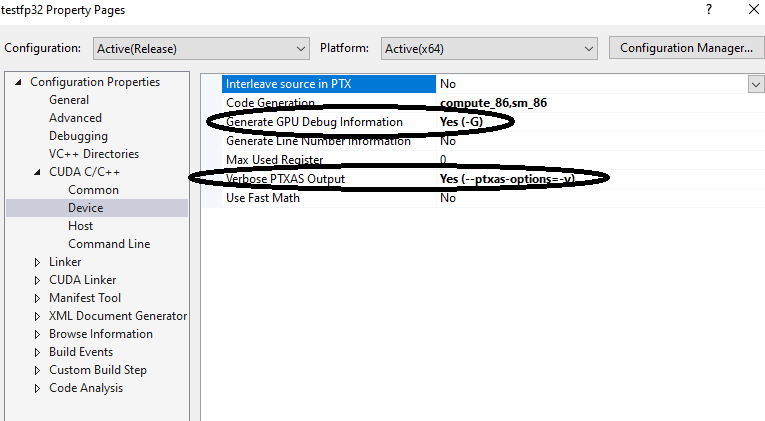 testfp32 Property Pages
?
Configuration: Active(Release) Platform: Active(x64) Configuration Manager...
Configuration Properties
General
Advanced
Debugging
VC++ Directories
CUDA C/C++
Common
Device
Host
Command Line
Linker
CUDA Linker
Manifest Tool
XML Document Generator
Browse Information
Build Events
Custom Build Step
Code Analysis
Interleave source in PTX No
Code Generation compute_86,sm_86
Generate GPU Debug Information Yes (-G)
Generate Line Number Information No
Max Used Register 0
Verbose PTXAS Output Yes (--ptxas-options=-v)
Use Fast Math No